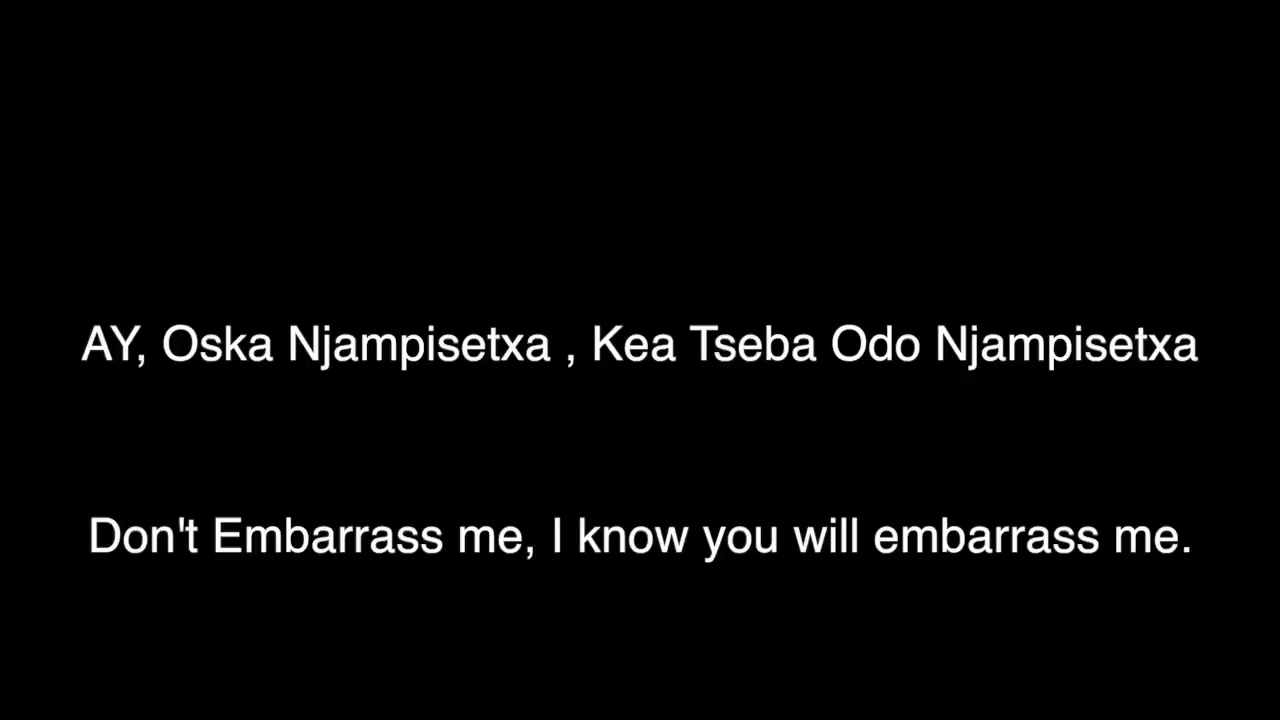 AY, Oska Njampisetxa , Kea Tseba Odo Njampisetxa
Don't Embarrass me, I know you will embarrass me.